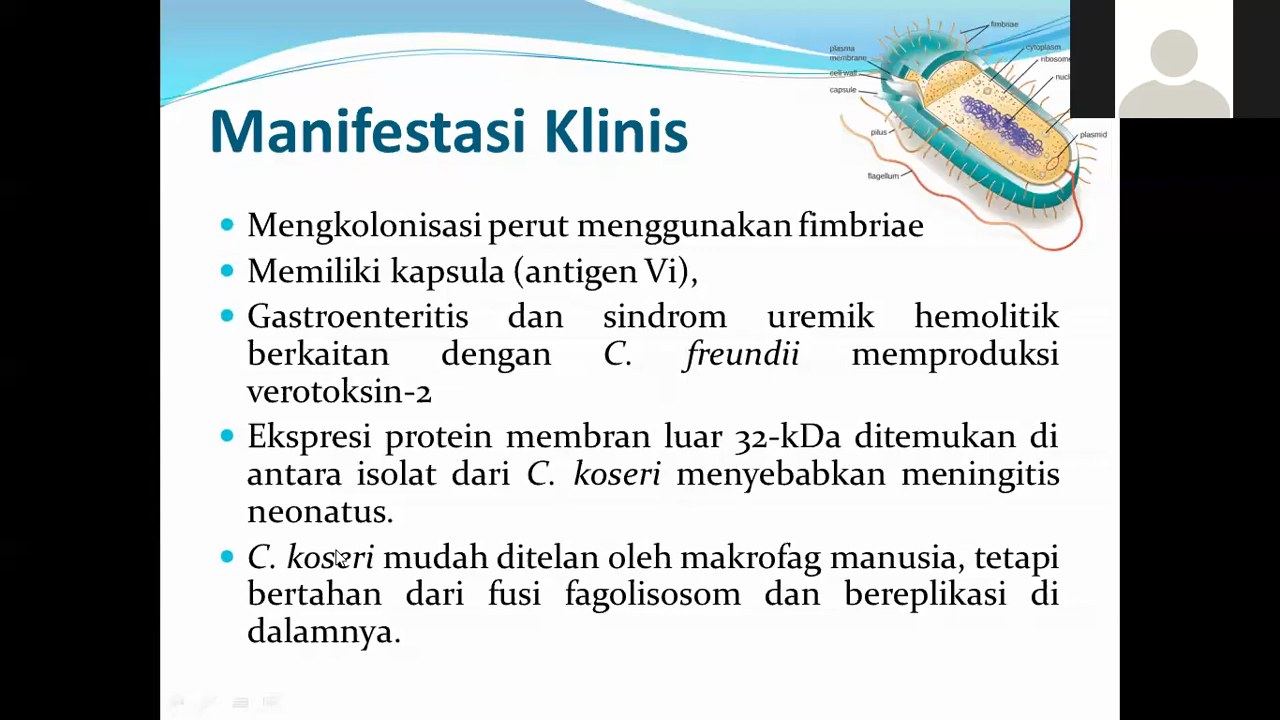 fimbriae
plasma
membrane
cytoplasm
ribosome
cell wall
capsule
pilus
plasmid
flagellum
Manifestasi Klinis
Mengkolonisasi perut menggunakan fimbriae
Memiliki kapsula (antigen Vi),
Gastroenteritis dan sindrom uremik hemolitik
berkaitan dengan C. freundii memproduksi
verotoksin-2
Ekspresi protein membran luar 32-kDa ditemukan di
antara isolat dari C. koseri menyebabkan meningitis
neonatus.
C. koseri mudah ditelan oleh makrofag manusia, tetapi
bertahan dari fusi fagolisosom dan bereplikasi di
dalamnya.